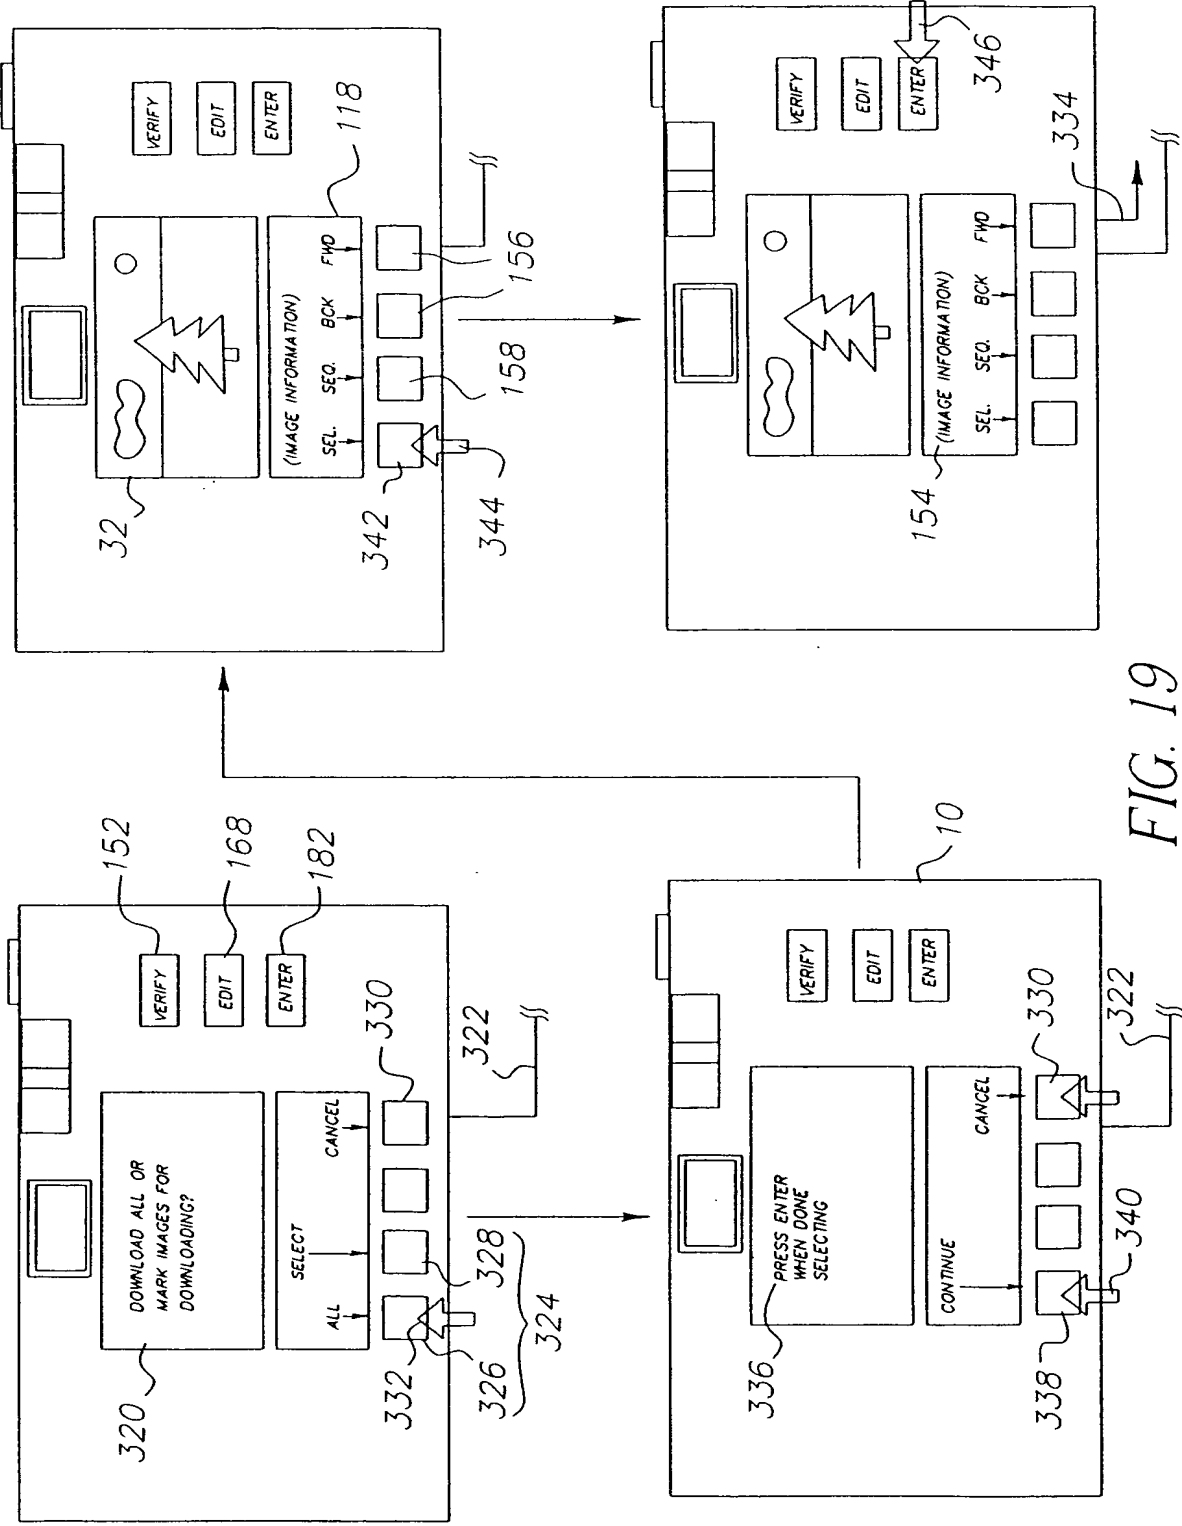 DOWNLOAD ALL OR
MARK IMAGES FOR
DOWNLOADING?
320
ALL
SELECT
CANCEL
VERIFY
EDIT
ENTER
152
168
182
330
322
332
326
328
324
PRESS ENTER
WHEN DONE
SELECTING
336
CONTINUE
CANCEL
VERIFY
EDIT
ENTER
10
330
322
338
340
32
(IMAGE INFORMATION)
SEL.
SEQ.
BCK
FWD
VERIFY
EDIT
ENTER
118
342
344
158
156
(IMAGE INFORMATION)
SEL.
SEQ.
BCK
FWD
VERIFY
EDIT
ENTER
154
346
334
FIG. 19